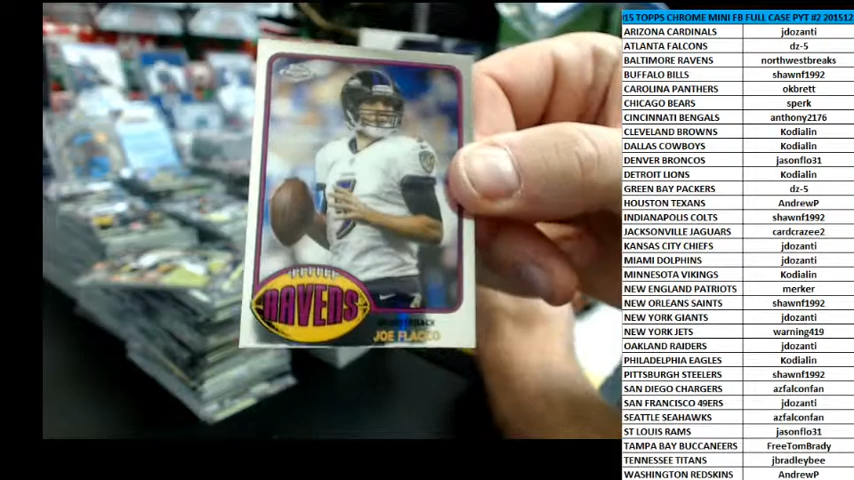 15 TOPPS CHROME MINI FB FULL CASE PYT #2 201512
ARIZONA CARDINALS jdozanti
ATLANTA FALCONS dz-5
BALTIMORE RAVENS northwestbreaks
BUFFALO BILLS shawnf1992
CAROLINA PANTHERS okbrett
CHICAGO BEARS sperk
CINCINNATI BENGALS anthony2176
CLEVELAND BROWNS Kodialin
DALLAS COWBOYS Kodialin
DENVER BRONCOS jasonflo31
DETROIT LIONS Kodialin
GREEN BAY PACKERS dz-5
HOUSTON TEXANS AndrewP
INDIANAPOLIS COLTS shawnf1992
JACKSONVILLE JAGUARS cardcrazee2
KANSAS CITY CHIEFS jdozanti
MIAMI DOLPHINS jdozanti
MINNESOTA VIKINGS Kodialin
NEW ENGLAND PATRIOTS merker
NEW ORLEANS SAINTS shawnf1992
NEW YORK GIANTS jdozanti
NEW YORK JETS warning419
OAKLAND RAIDERS jdozanti
PHILADELPHIA EAGLES Kodialin
PITTSBURGH STEELERS shawnf1992
SAN DIEGO CHARGERS azfalconfan
SAN FRANCISCO 49ERS jdozanti
SEATTLE SEAHAWKS azfalconfan
ST LOUIS RAMS jasonflo31
TAMPA BAY BUCCANEERS FreeTomBrady
TENNESSEE TITANS jbradleybee
WASHINGTON REDSKINS AndrewP
RAVENS
JOE FLACCO